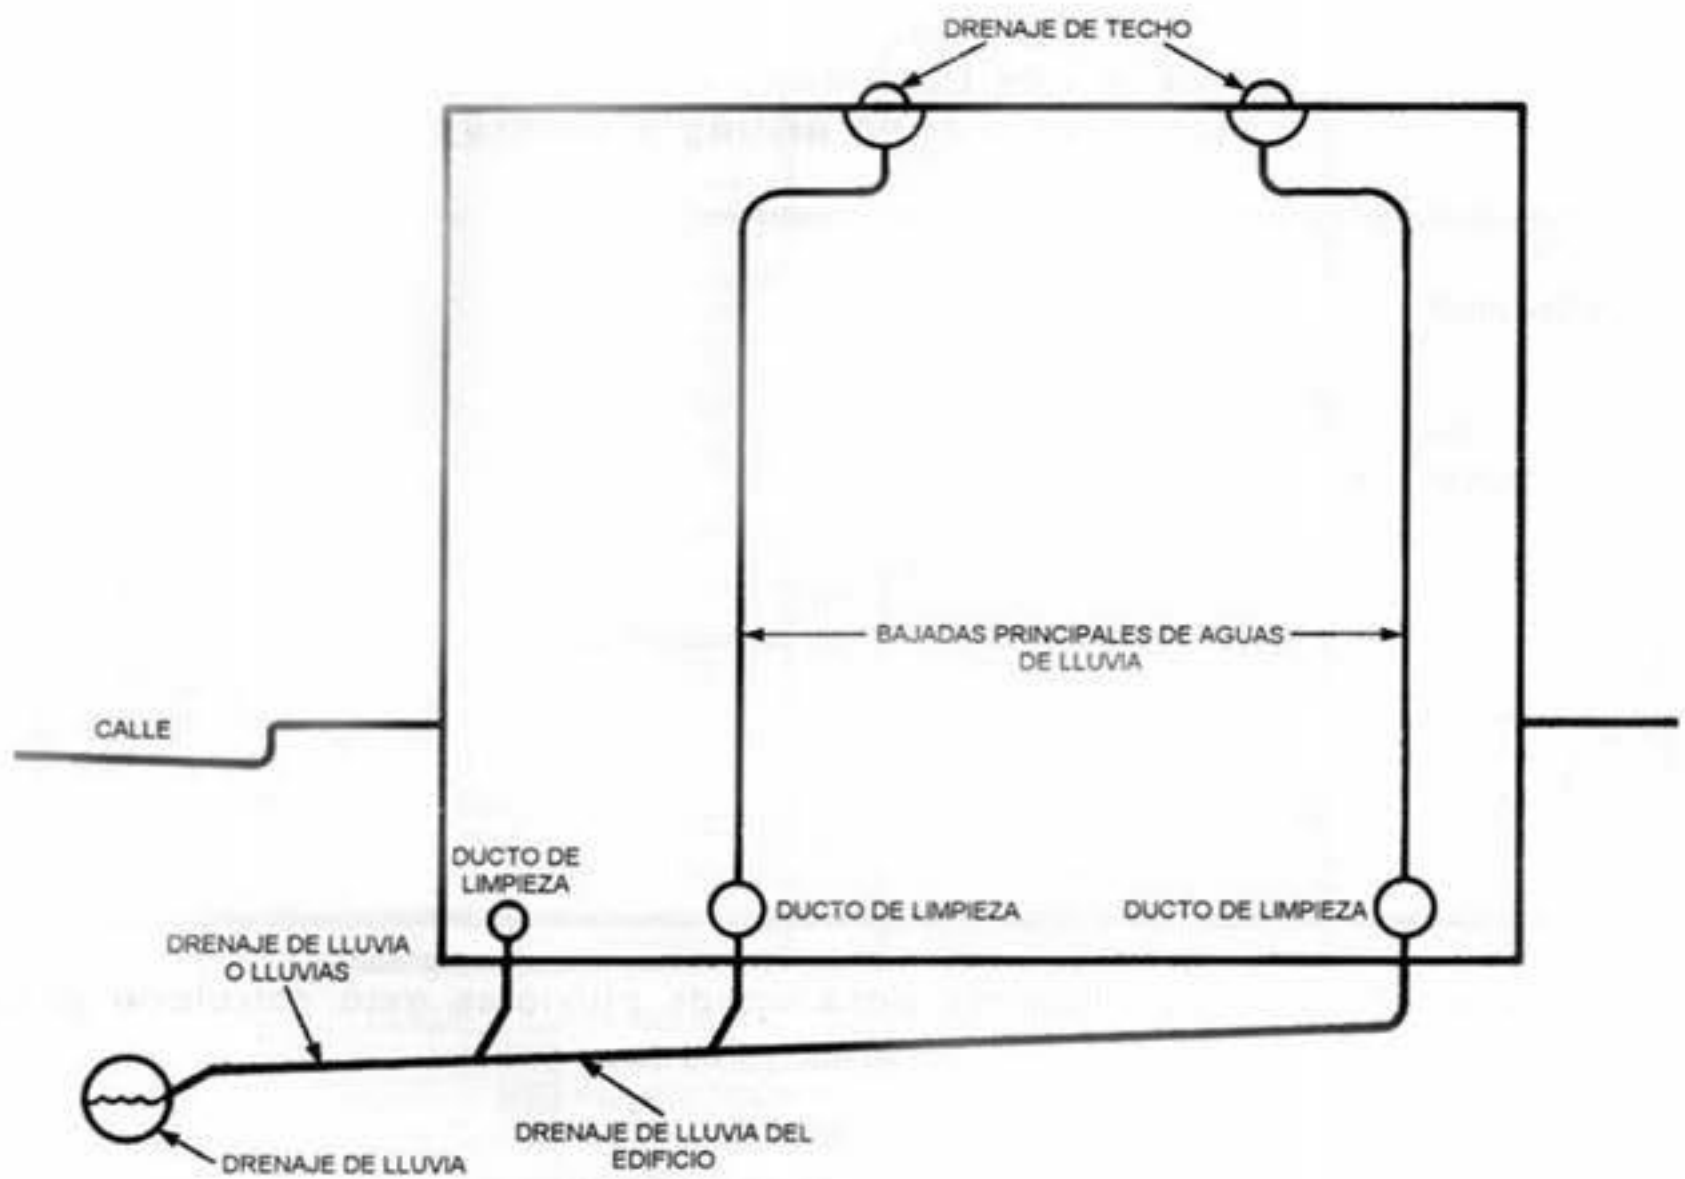 DRENAJE DE TECHO
BAJADAS PRINCIPALES DE AGUAS
DE LLUVIA
CALLE
DUCTO DE
LIMPIEZA
DUCTO DE LIMPIEZA
DUCTO DE LIMPIEZA
DRENAJE DE LLUVIA
O LLUVIAS
DRENAJE DE LLUVIA DEL
EDIFICIO
DRENAJE DE LLUVIA